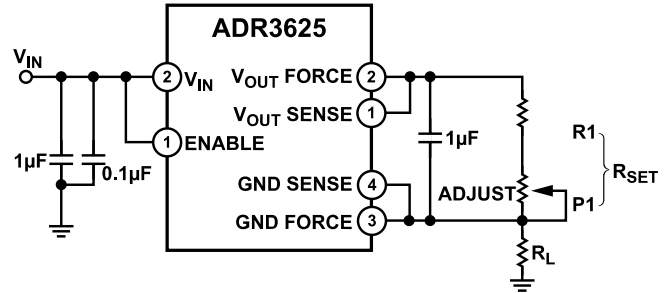 ADR3625
V_IN
2
V_IN
V_OUT FORCE
2
V_OUT SENSE
1
1
ENABLE
1µF
0.1µF
1µF
R1
R_SET
GND SENSE
4
ADJUST
P1
GND FORCE
3
R_L